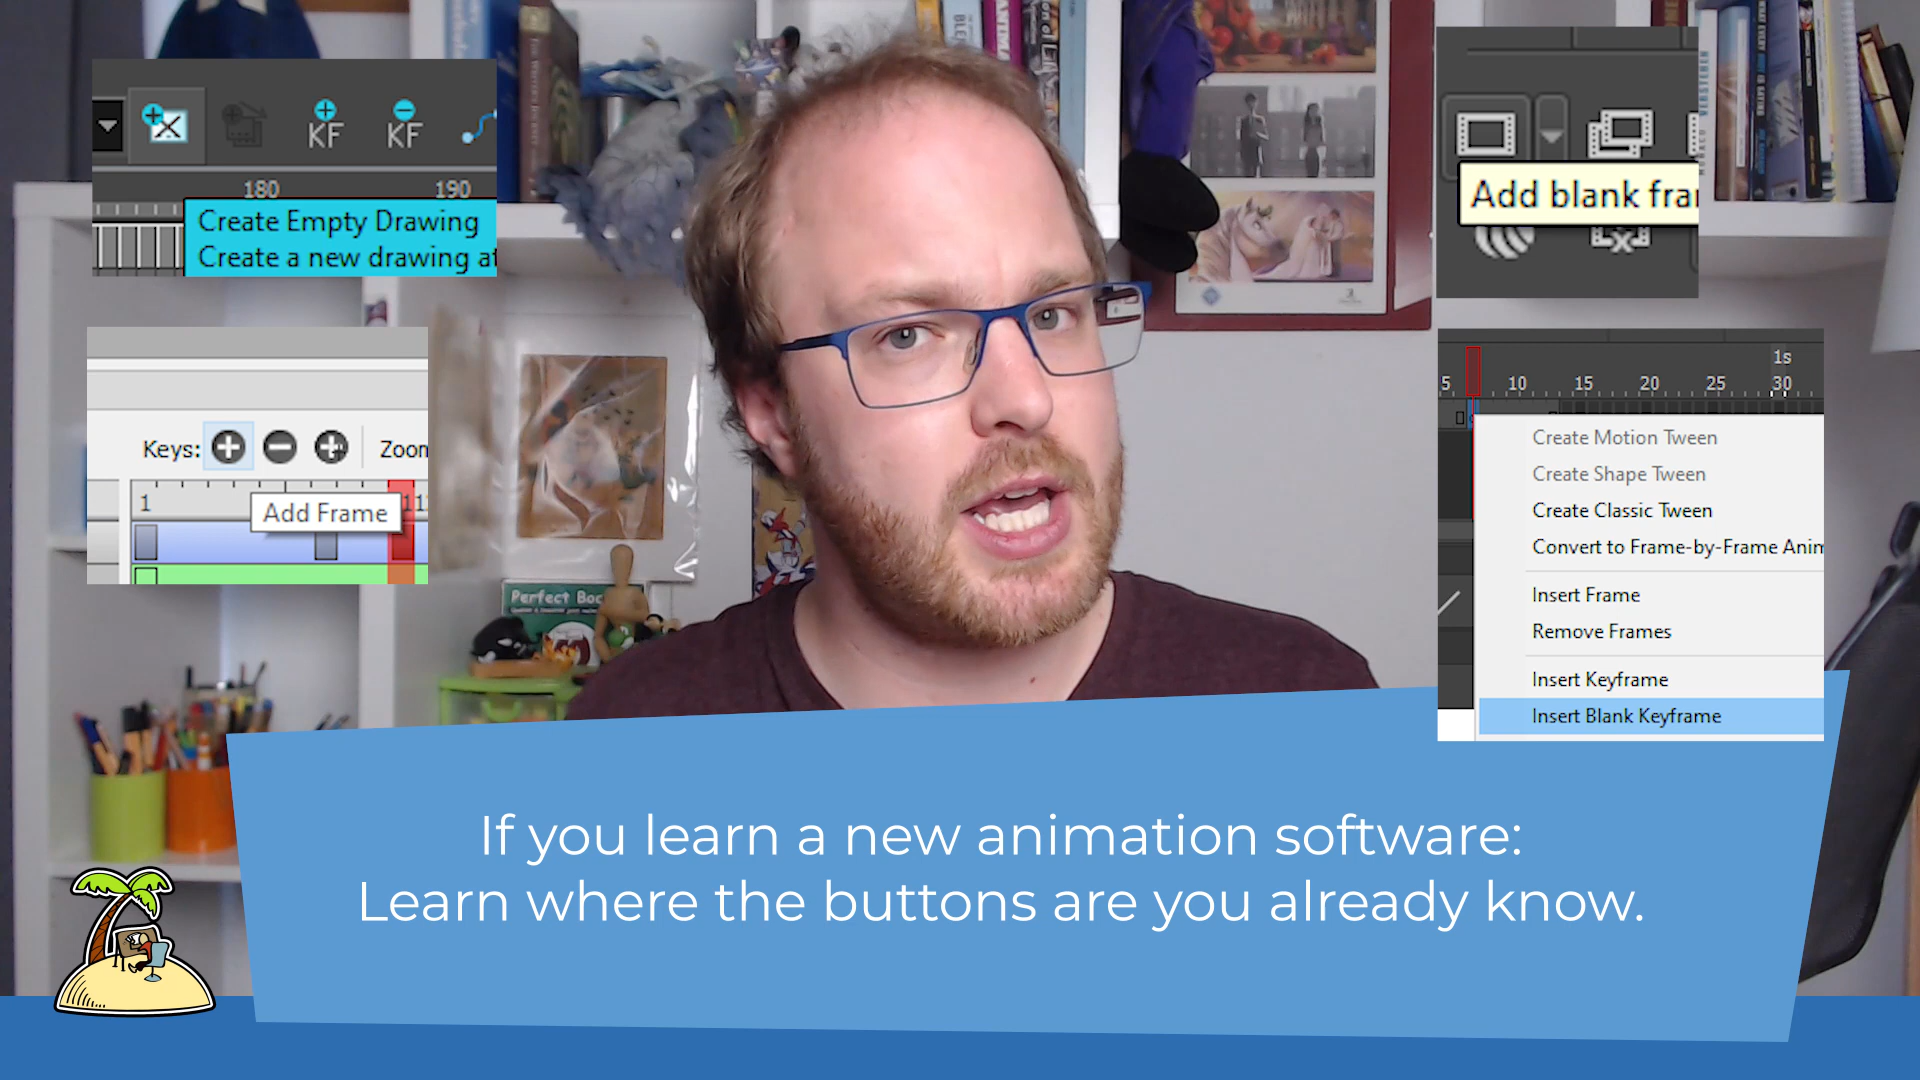 KF
KF
180
190
Create Empty Drawing
Create a new drawing at
Add blank fra
Keys:
Zoom
1
11
Add Frame
1s
5
10
15
20
25
30
Create Motion Tween
Create Shape Tween
Create Classic Tween
Convert to Frame-by-Frame Anim
Insert Frame
Remove Frames
Insert Keyframe
Insert Blank Keyframe
Perfect Boo
If you learn a new animation software:
Learn where the buttons are you already know.